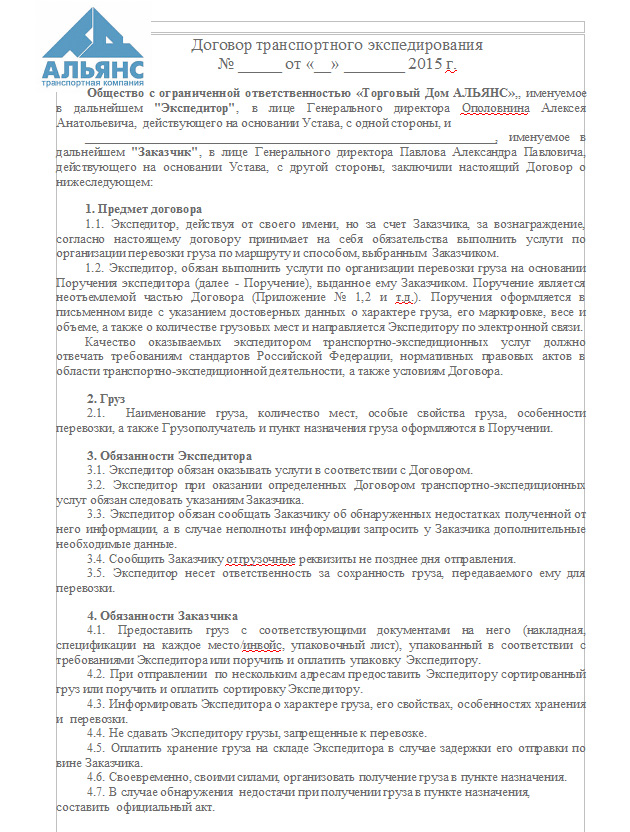 АЛЬЯНС
транспортная компания
Договор транспортного экспедирования
№ ______ от «__» ________ 2015 г.
Общество с ограниченной ответственностью «Торговый Дом АЛЬЯНС»,, именуемое
в дальнейшем "Экспедитор", в лице Генерального директора Ополовнина Алексея
Анатольевича, действующего на основании Устава, с одной стороны, и
______________________________________________________________, именуемое в
дальнейшем "Заказчик", в лице Генерального директора Павлова Александра Павловича,
действующего на основании Устава, с другой стороны, заключили настоящий Договор о
нижеследующем:
1. Предмет договора
1.1. Экспедитор, действуя от своего имени, но за счет Заказчика, за вознаграждение,
согласно настоящему договору принимает на себя обязательства выполнить услуги по
организации перевозки груза по маршруту и способом, выбранным Заказчиком.
1.2. Экспедитор, обязан выполнить услуги по организации перевозки груза на основании
Поручения экспедитора (далее - Поручение), выданное ему Заказчиком. Поручение является
неотъемлемой частью Договора (Приложение № 1,2 и т.д.). Поручения оформляется в
письменном виде с указанием достоверных данных о характере груза, его маркировке, весе и
объеме, а также о количестве грузовых мест и направляется Экспедитору по электронной связи.
Качество оказываемых экспедитором транспортно-экспедиционных услуг должно
отвечать требованиям стандартов Российской Федерации, нормативных правовых актов в
области транспортно-экспедиционной деятельности, а также условиям Договора.
2. Груз
2.1. Наименование груза, количество мест, особые свойства груза, особенности
перевозки, а также Грузополучатель и пункт назначения груза оформляются в Поручении.
3. Обязанности Экспедитора
3.1. Экспедитор обязан оказывать услуги в соответствии с Договором.
3.2. Экспедитор при оказании определенных Договором транспортно-экспедиционных
услуг обязан следовать указаниям Заказчика.
3.3. Экспедитор обязан сообщать Заказчику об обнаруженных недостатках полученной от
него информации, а в случае неполноты информации запросить у Заказчика дополнительные
необходимые данные.
3.4. Сообщить Заказчику отгрузочные реквизиты не позднее дня отправления.
3.5. Экспедитор несет ответственность за сохранность груза, передаваемого ему для
перевозки.
4. Обязанности Заказчика
4.1. Предоставить груз с соответствующими документами на него (накладная,
спецификации на каждое место/инвойс, упаковочный лист), упакованный в соответствии с
требованиями Экспедитора или поручить и оплатить упаковку Экспедитору.
4.2. При отправлении по нескольким адресам предоставить Экспедитору сортированный
груз или поручить и оплатить сортировку Экспедитору.
4.3. Информировать Экспедитора о характере груза, его свойствах, особенностях хранения
и перевозки.
4.4. Не сдавать Экспедитору грузы, запрещенные к перевозке.
4.5. Оплатить хранение груза на складе Экспедитора в случае задержки его отправки по
вине Заказчика.
4.6. Своевременно, своими силами, организовать получение груза в пункте назначения.
4.7. В случае обнаружения недостачи при получении груза в пункте назначения,
составить официальный акт.